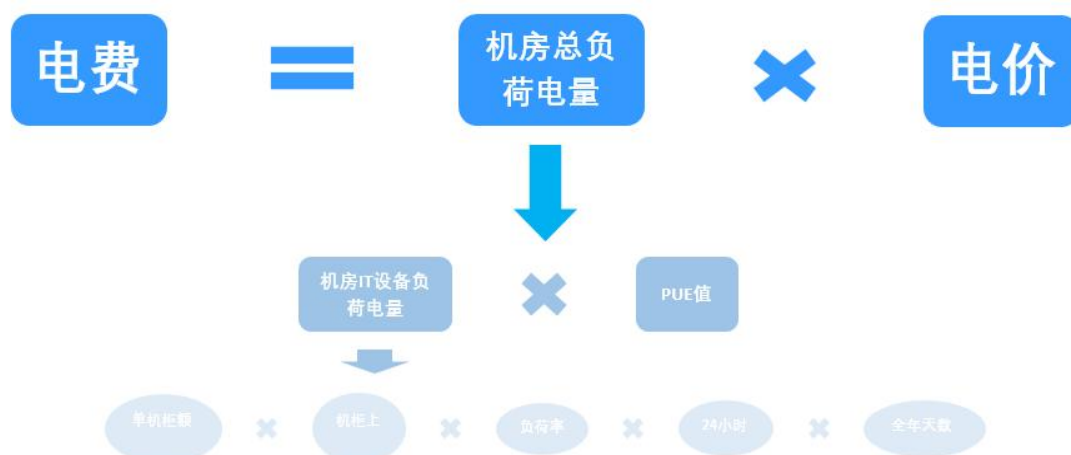 电费
机房总负
荷电量
电价
机房IT设备负
荷电量
PUE值
单机柜额
机柜上
负荷率
24小时
全年天数